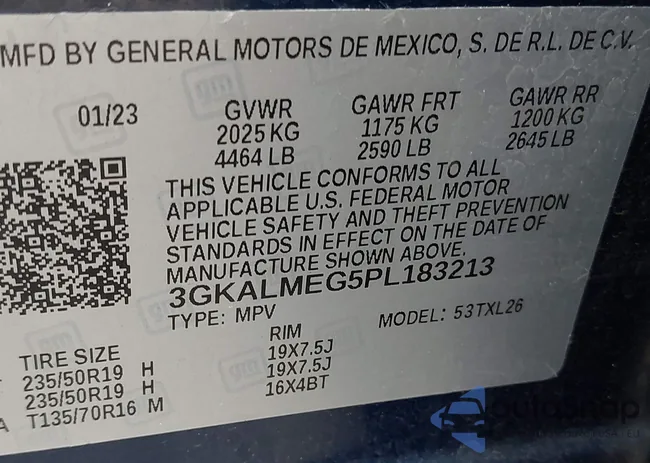 MFD BY GENERAL MOTORS DE MEXICO, S. DE R.L. DE C.V.
01/23 GVWR GAWR FRT GAWR RR
2025 KG 1175 KG 1200 KG
4464 LB 2590 LB 2645 LB
THIS VEHICLE CONFORMS TO ALL
APPLICABLE U.S. FEDERAL MOTOR
VEHICLE SAFETY AND THEFT PREVENTION
STANDARDS IN EFFECT ON THE DATE OF
MANUFACTURE SHOWN ABOVE.
3GKALMEG5PL183213
TYPE: MPV MODEL: 53TXL26
TIRE SIZE RIM
235/50R19 H 19X7.5J
235/50R19 H 19X7.5J
T135/70R16 M 16X4BT
gm